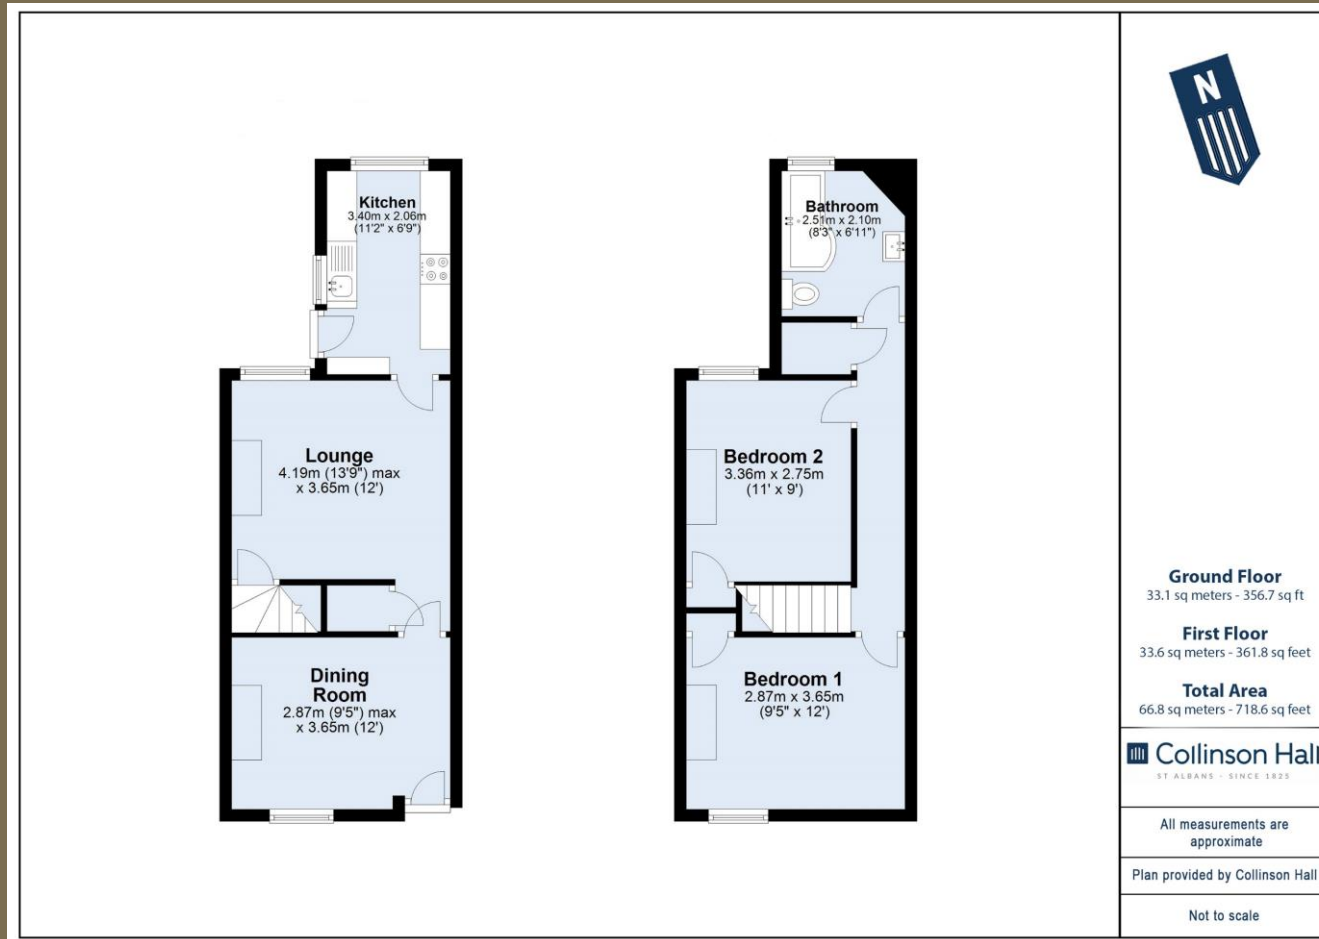 Kitchen
3.40m x 2.06m
(11'2" x 6'9")
Lounge
4.19m (13'9") max
x 3.65m (12')
Dining
Room
2.87m (9'5") max
x 3.65m (12')
Bathroom
2.51m x 2.10m
(8'3" x 6'11")
Bedroom 2
3.36m x 2.75m
(11' x 9')
Bedroom 1
2.87m x 3.65m
(9'5" x 12')
N
Ground Floor
33.1 sq meters - 356.7 sq ft
First Floor
33.6 sq meters - 361.8 sq feet
Total Area
66.8 sq meters - 718.6 sq feet
Collinson Hall
ST ALBANS - SINCE 1825
All measurements are
approximate
Plan provided by Collinson Hall
Not to scale